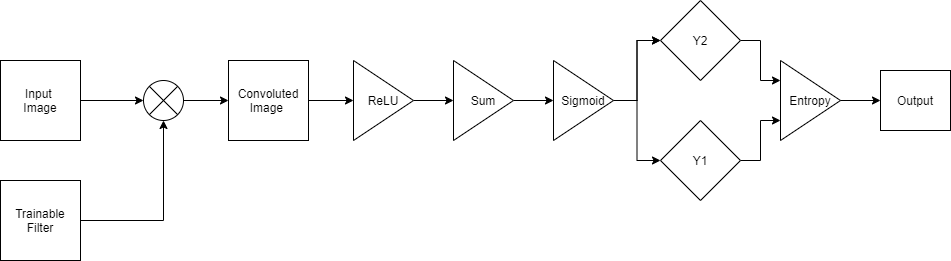 Input
Image
Trainable
Filter
Convoluted
Image
ReLU
Sum
Sigmoid
Y2
Y1
Entropy
Output